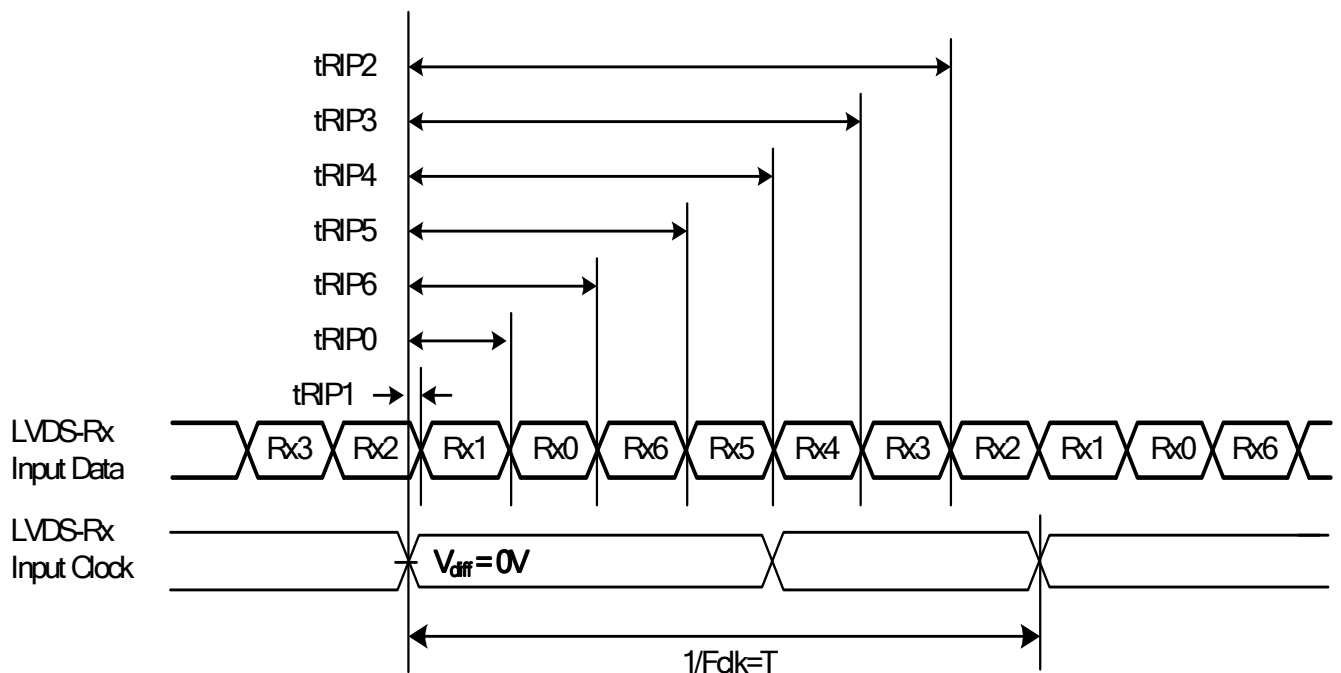 tRIP2
tRIP3
tRIP4
tRIP5
tRIP6
tRIP0
tRIP1
LVDS-Rx
Input Data
Rx3 Rx2 Rx1 Rx0 Rx6 Rx5 Rx4 Rx3 Rx2 Rx1 Rx0 Rx6
LVDS-Rx
Input Clock
Vdiff = 0V
1/Fclk=T